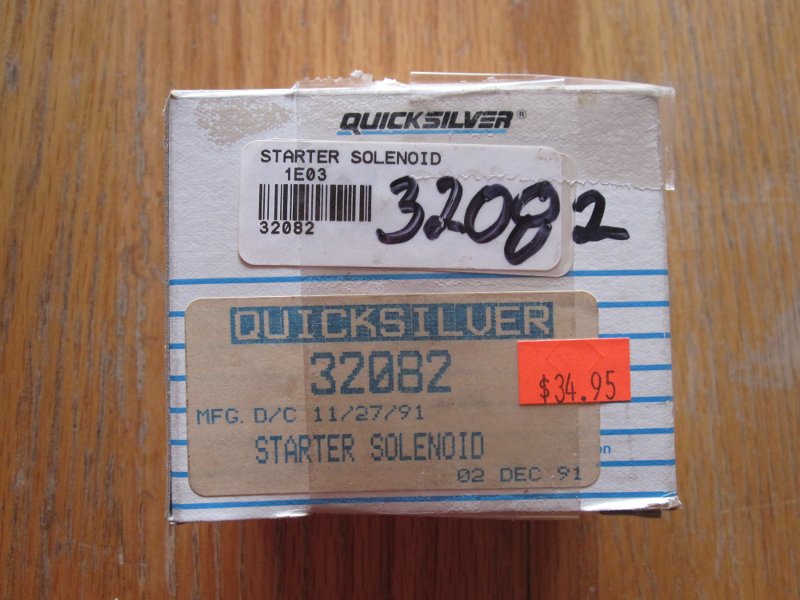 QUICKSILVER®
STARTER SOLENOID
1E03
32082
32082
QUICKSILVER
32082
$34.95
MFG. D/C 11/27/91
STARTER SOLENOID
02 DEC 91
on